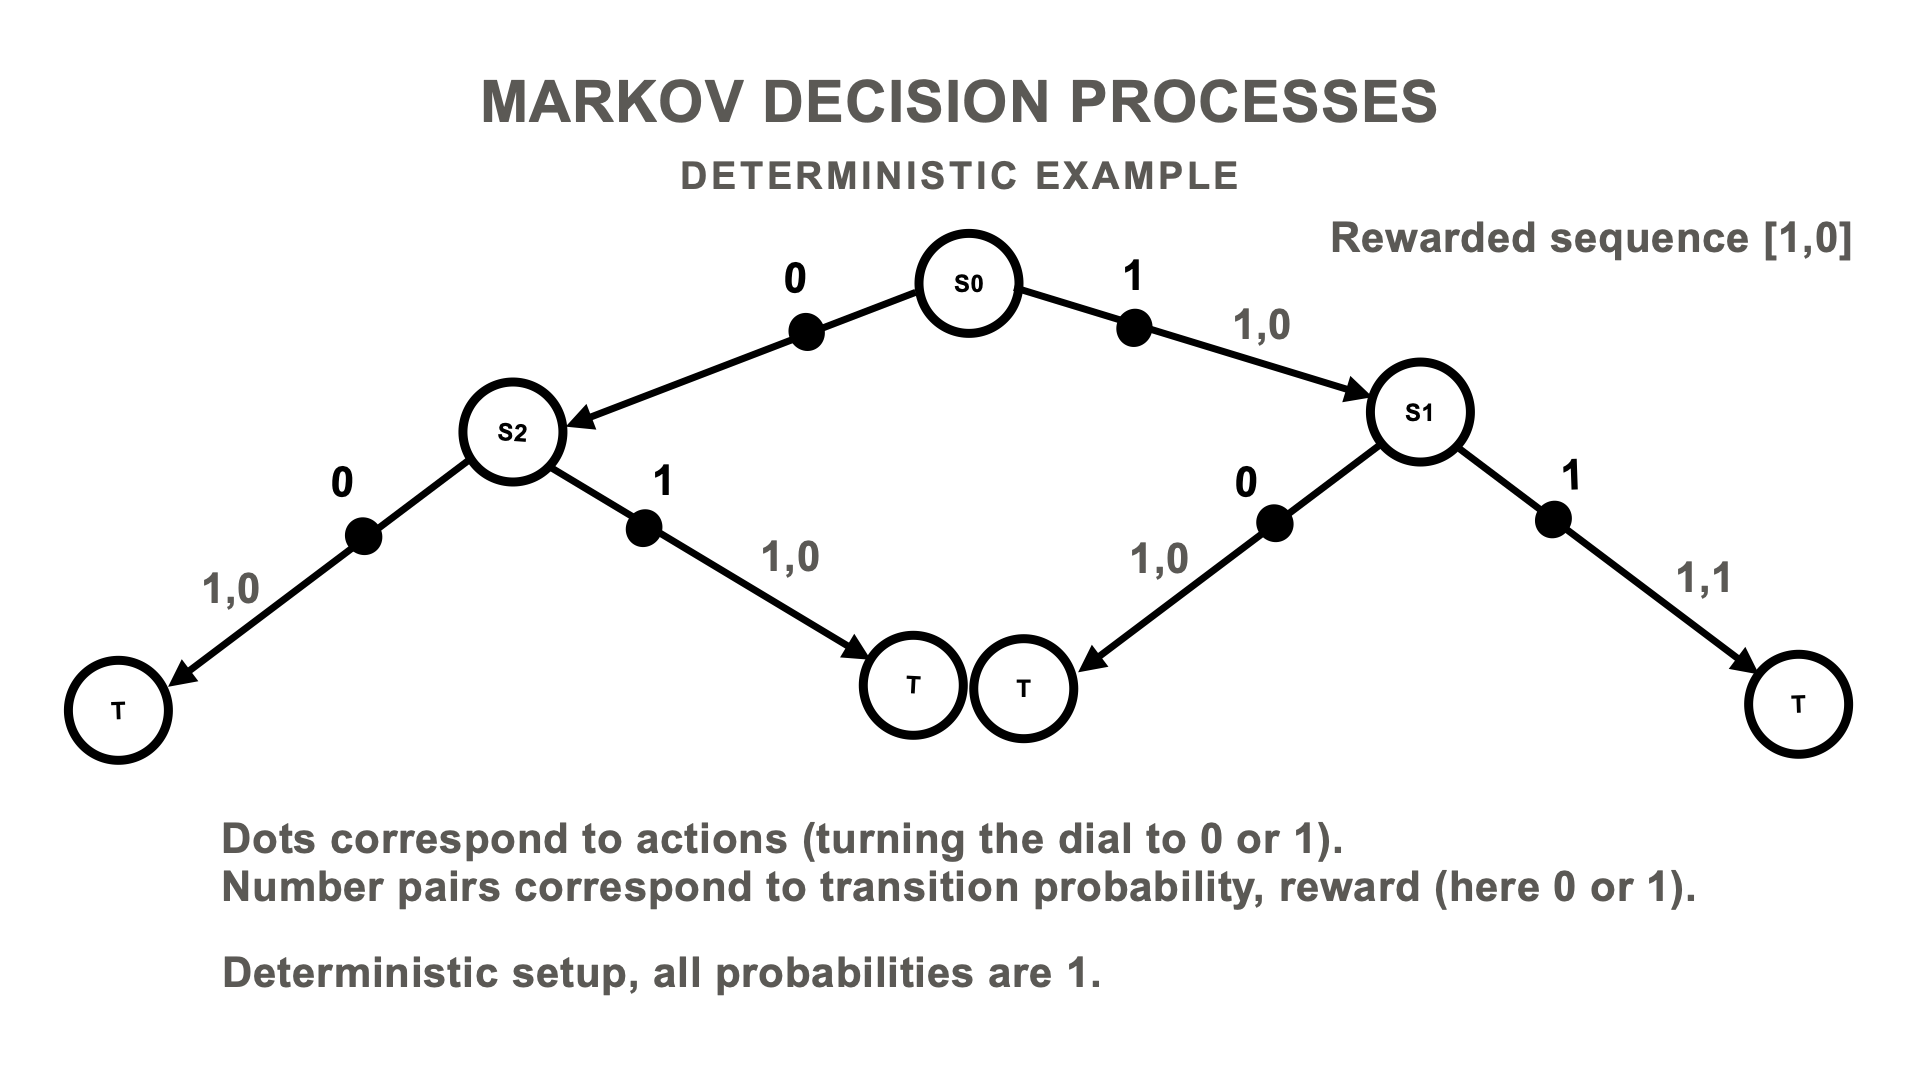 MARKOV DECISION PROCESSES
DETERMINISTIC EXAMPLE
Rewarded sequence [1,0]
S0
0
1
1,0
S2
S1
0
1
0
1
1,0
1,0
1,0
1,1
T
T
T
T
Dots correspond to actions (turning the dial to 0 or 1).
Number pairs correspond to transition probability, reward (here 0 or 1).
Deterministic setup, all probabilities are 1.